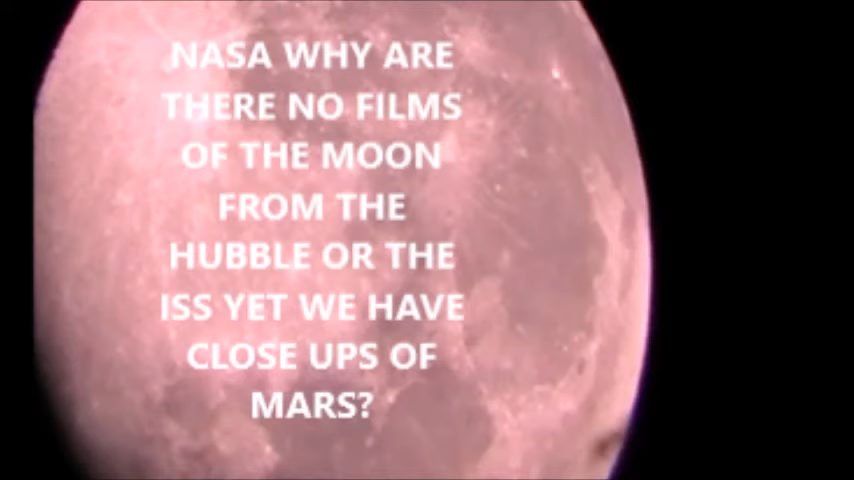 NASA WHY ARE
THERE NO FILMS
OF THE MOON
FROM THE
HUBBLE OR THE
ISS YET WE HAVE
CLOSE UPS OF
MARS?